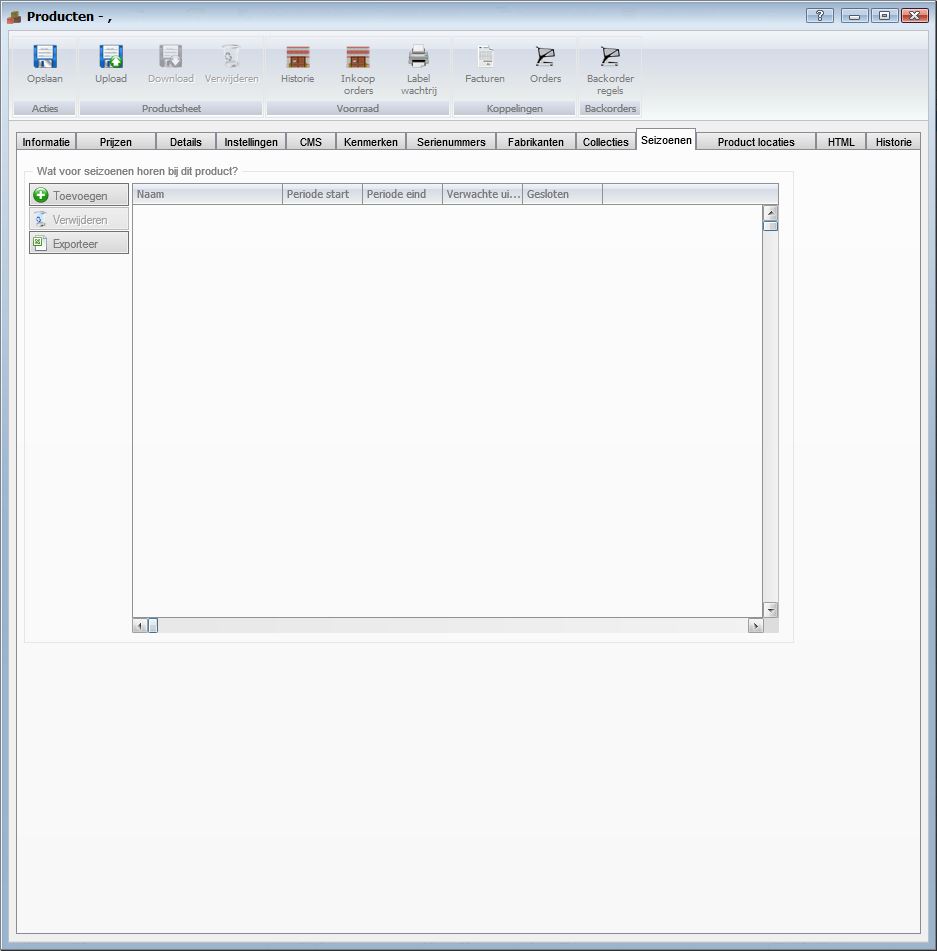 Producten - ,
?
Opslaan
Upload
Download
Verwijderen
Historie
Inkoop
orders
Label
wachtrij
Facturen
Orders
Backorder
regels
Acties
Productsheet
Voorraad
Koppelingen
Backorders
Informatie
Prijzen
Details
Instellingen
CMS
Kenmerken
Serienummers
Fabrikanten
Collecties
Seizoenen
Product locaties
HTML
Historie
Wat voor seizoenen horen bij dit product?
Toevoegen
Verwijderen
Exporteer
Naam
Periode start
Periode eind
Verwachte ui...
Gesloten